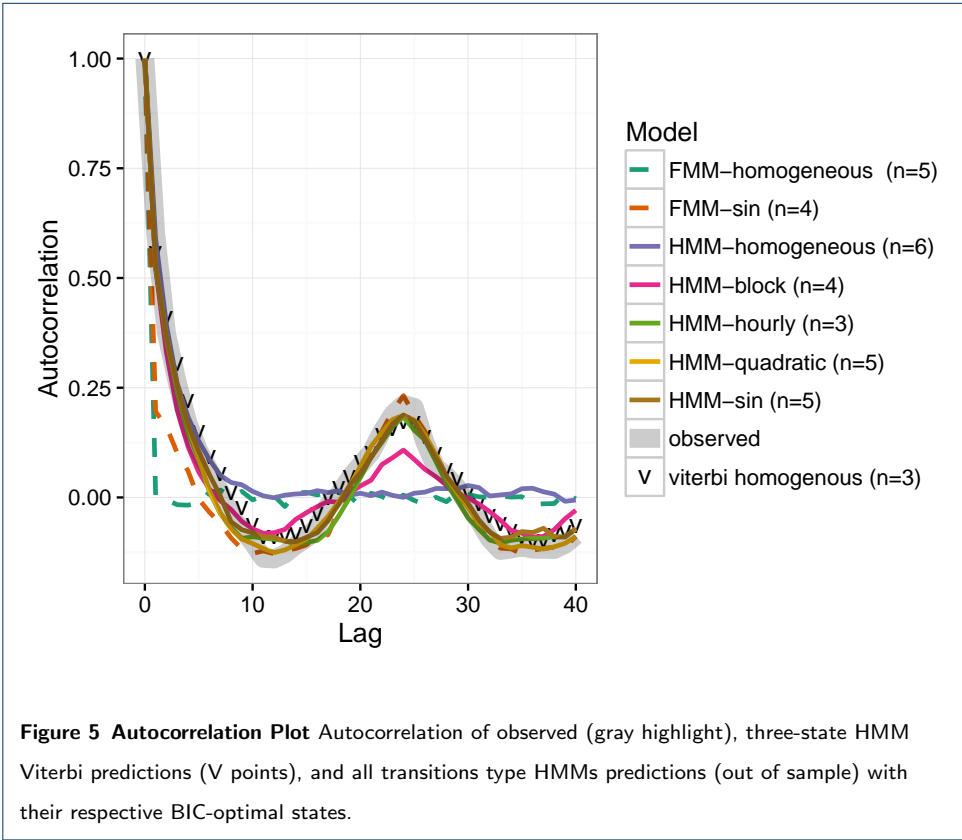 1.00
0.75
0.50
0.25
0.00
Autocorrelation
0 10 20 30 40
Lag
Model
FMM−homogeneous (n=5)
FMM−sin (n=4)
HMM−homogeneous (n=6)
HMM−block (n=4)
HMM−hourly (n=3)
HMM−quadratic (n=5)
HMM−sin (n=5)
observed
V viterbi homogenous (n=3)
Figure 5 Autocorrelation Plot Autocorrelation of observed (gray highlight), three-state HMM
Viterbi predictions (V points), and all transitions type HMMs predictions (out of sample) with
their respective BIC-optimal states.